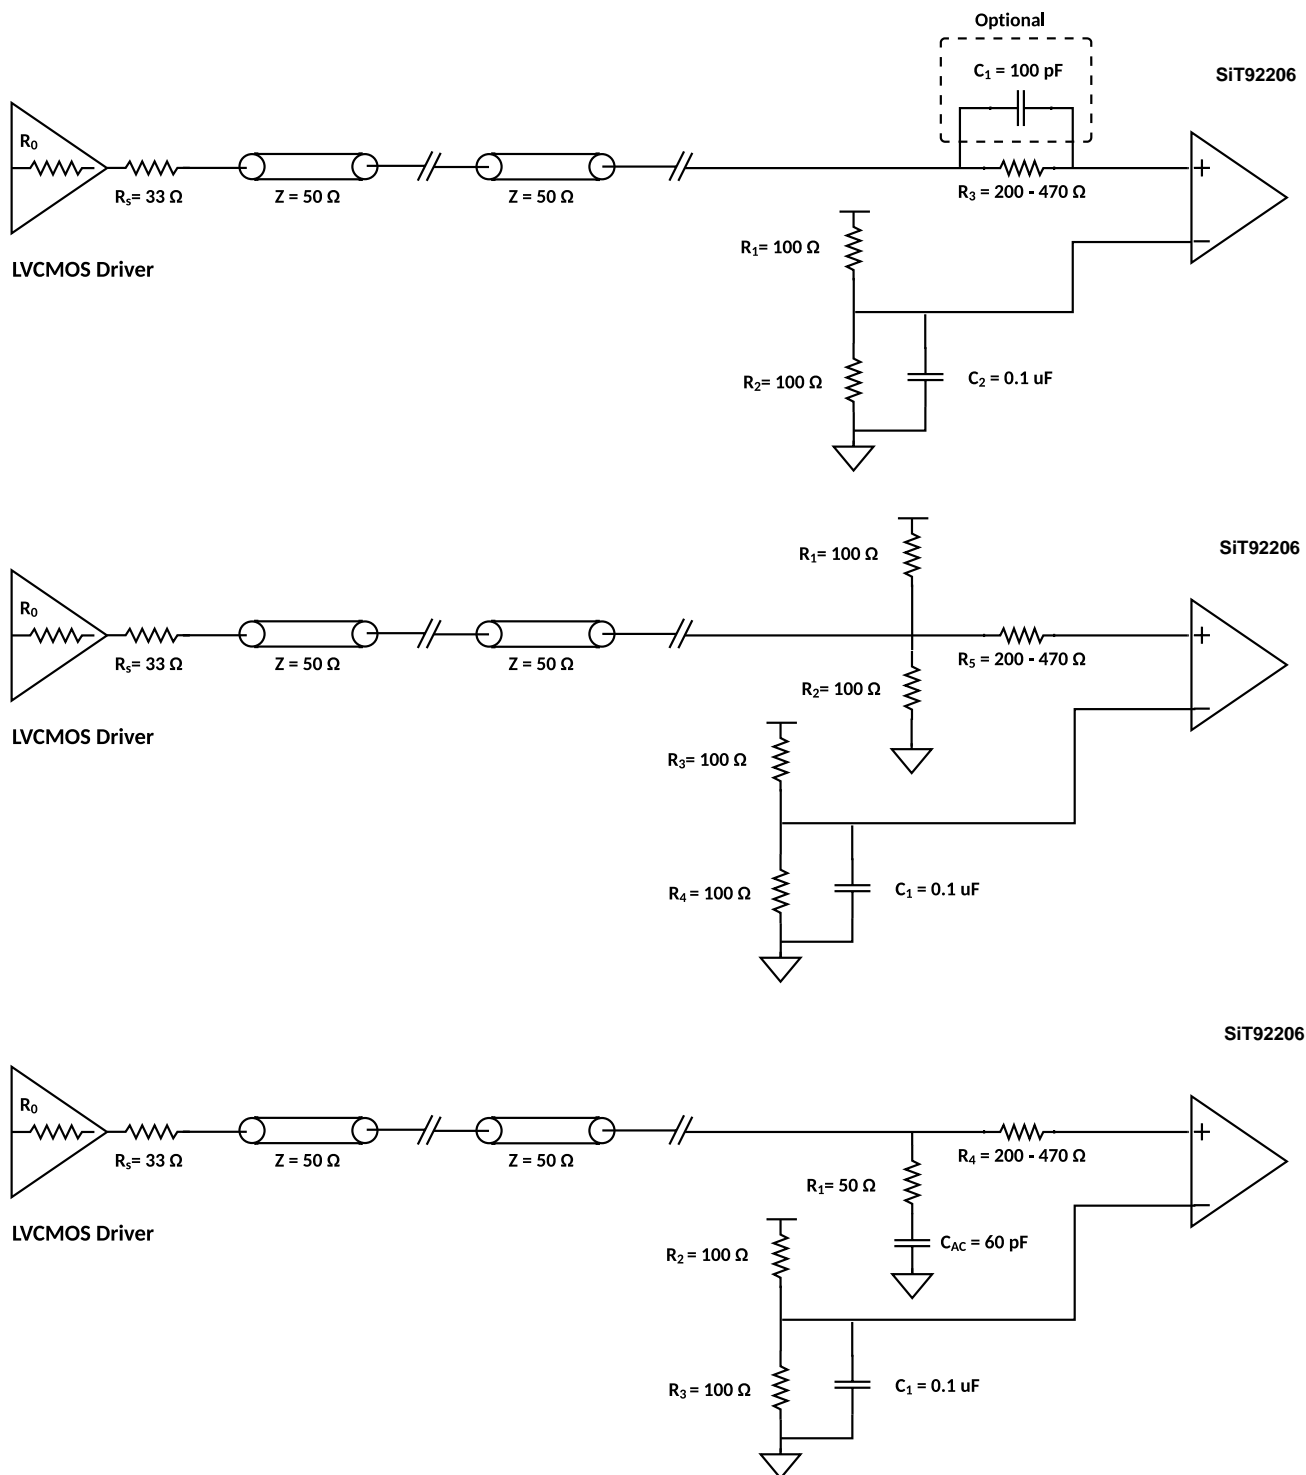 Optional
C₁ = 100 pF
SiT92206
R₀
Rₛ= 33 Ω
Z = 50 Ω
Z = 50 Ω
R₃ = 200 - 470 Ω
+
−
LVCMOS Driver
R₁= 100 Ω
R₂= 100 Ω
C₂ = 0.1 uF
SiT92206
R₁= 100 Ω
R₀
Rₛ= 33 Ω
Z = 50 Ω
Z = 50 Ω
R₅ = 200 - 470 Ω
+
−
R₂= 100 Ω
LVCMOS Driver
R₃= 100 Ω
R₄ = 100 Ω
C₁ = 0.1 uF
SiT92206
R₀
Rₛ= 33 Ω
Z = 50 Ω
Z = 50 Ω
R₄ = 200 - 470 Ω
+
−
R₁= 50 Ω
LVCMOS Driver
C_AC = 60 pF
R₂ = 100 Ω
R₃ = 100 Ω
C₁ = 0.1 uF